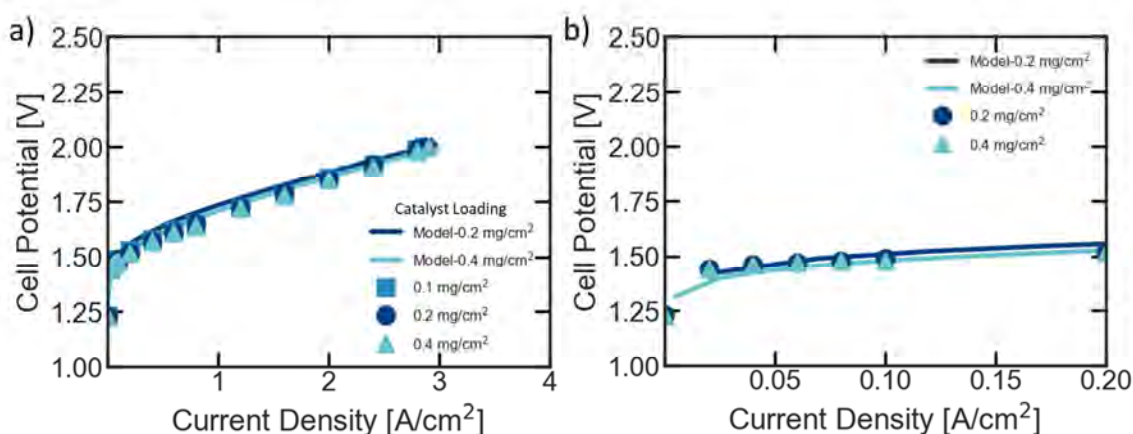 a)
2.50
2.25
2.00
1.75
1.50
1.25
1.00
Cell Potential [V]
Catalyst Loading
Model-0.2 mg/cm²
Model-0.4 mg/cm²
0.1 mg/cm²
0.2 mg/cm²
0.4 mg/cm²
1 2 3 4
Current Density [A/cm²]
b)
2.50
2.25
2.00
1.75
1.50
1.25
1.00
Cell Potential [V]
Model-0.2 mg/cm²
Model-0.4 mg/cm²
0.2 mg/cm²
0.4 mg/cm²
0.05 0.10 0.15 0.20
Current Density [A/cm²]